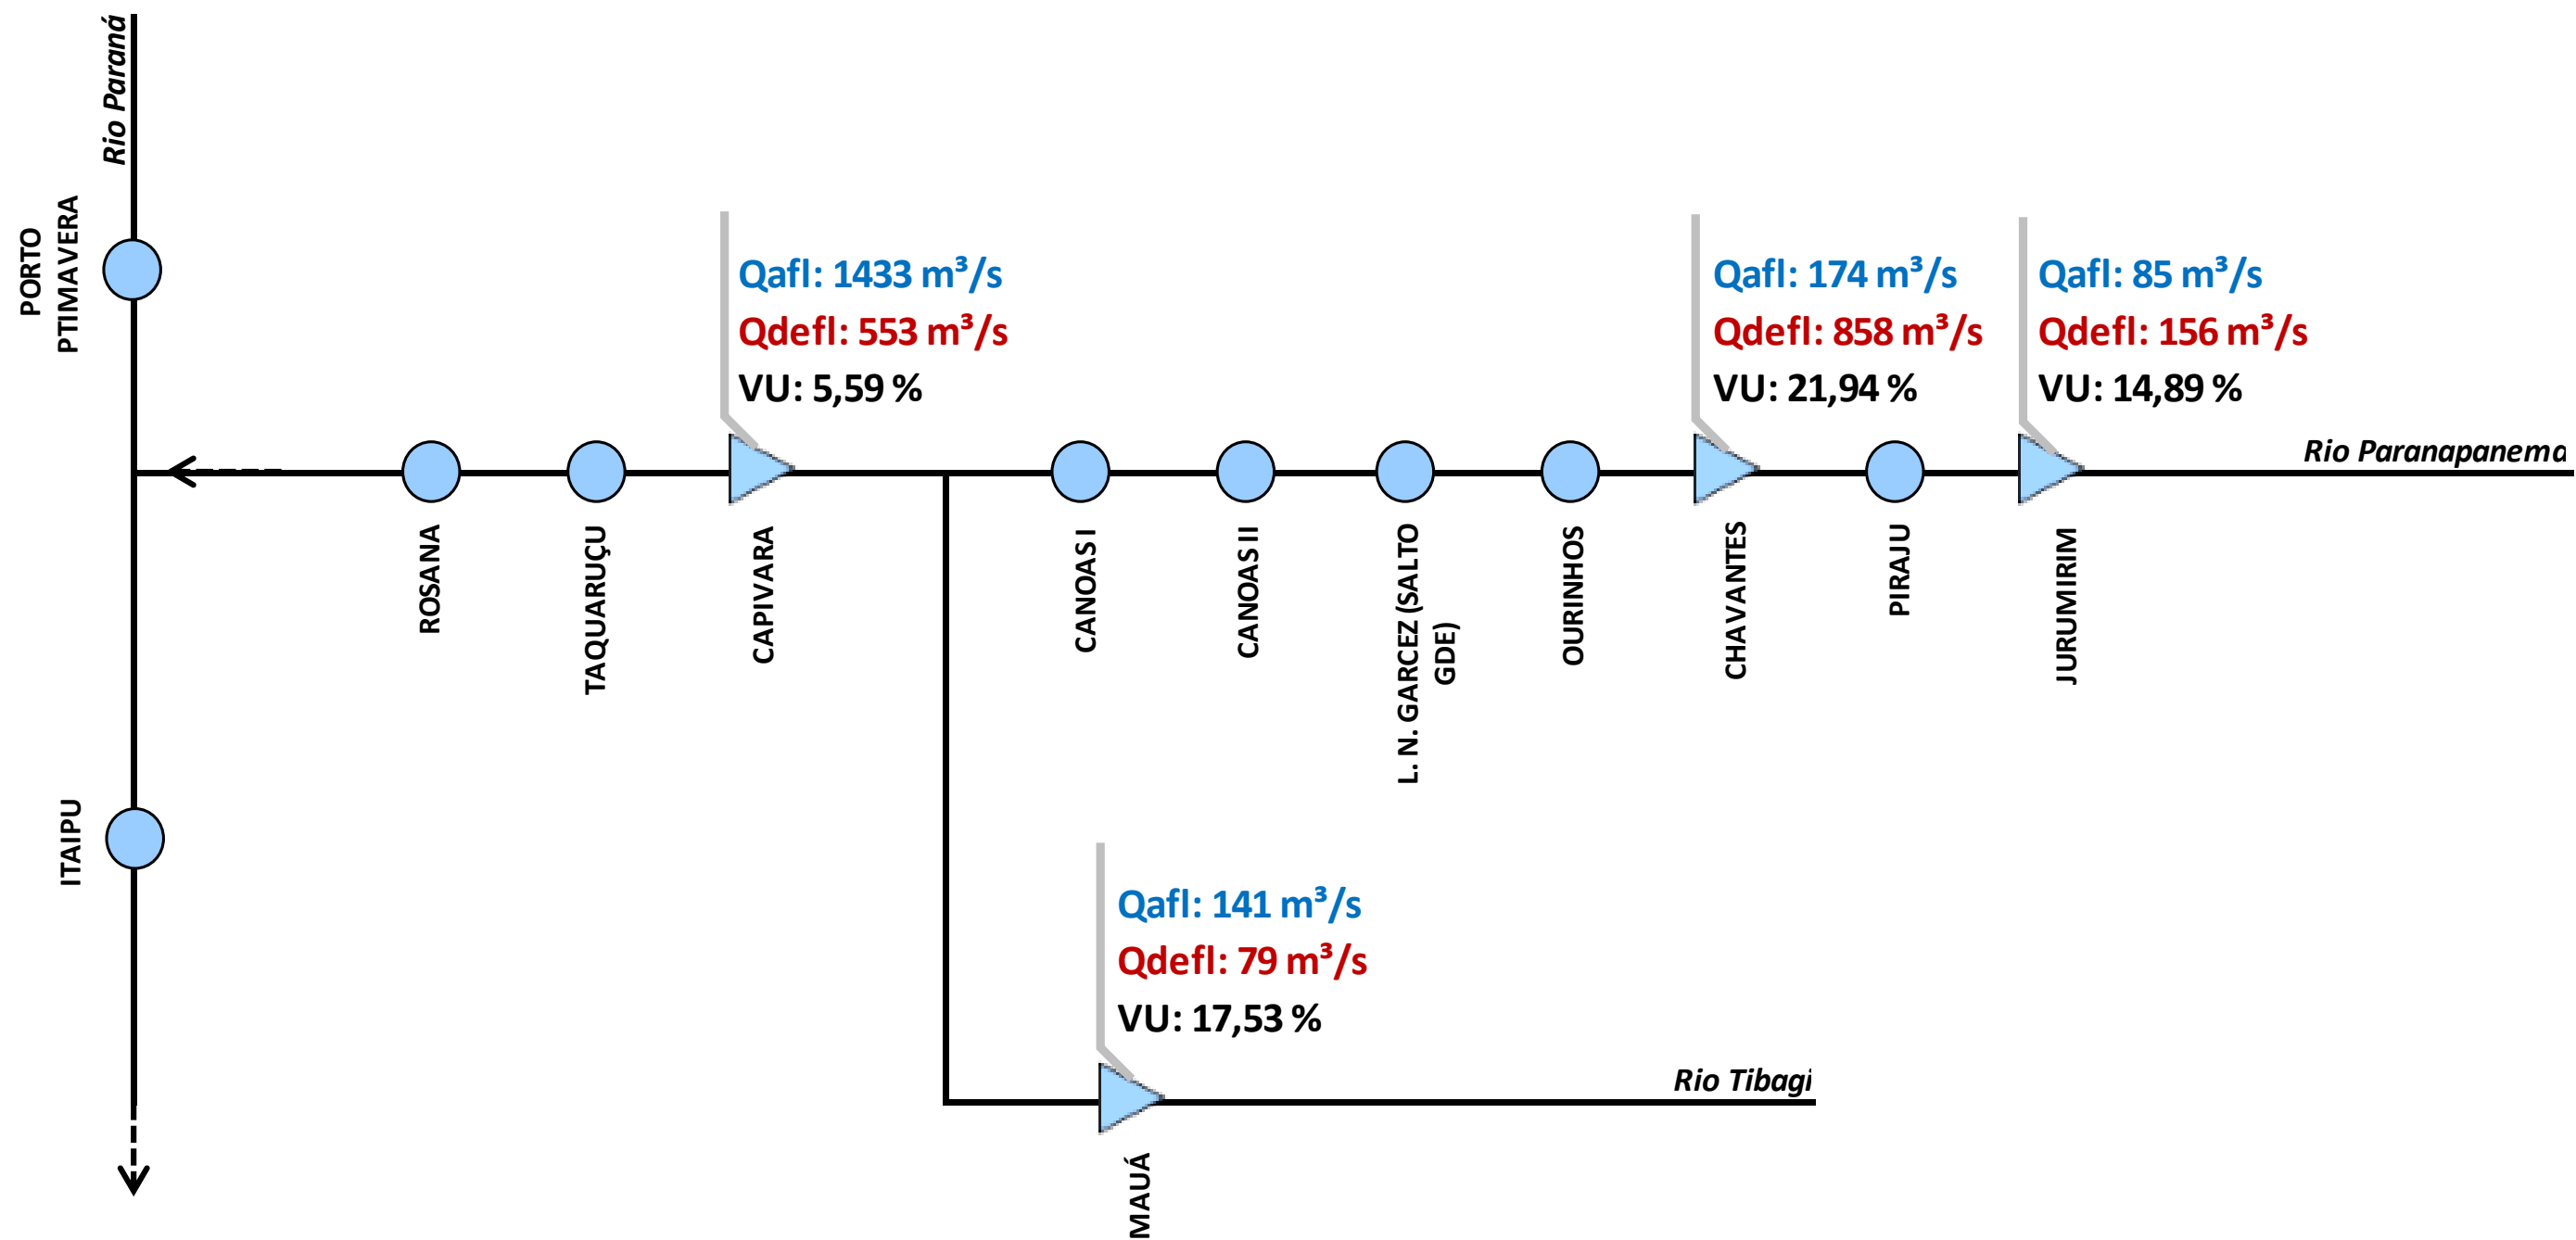 Rio Paraná
PORTO
PTIMAVERA
Qafl: 1433 m³/s
Qdefl: 553 m³/s
VU: 5,59 %
Qafl: 174 m³/s
Qdefl: 858 m³/s
VU: 21,94 %
Qafl: 85 m³/s
Qdefl: 156 m³/s
VU: 14,89 %
Rio Paranapanema
ROSANA
TAQUARUÇU
CAPIVARA
CANOAS I
CANOAS II
L. N. GARCEZ (SALTO
GDE)
OURINHOS
CHAVANTES
PIRAJU
JURUMIRIM
ITAIPU
Qafl: 141 m³/s
Qdefl: 79 m³/s
VU: 17,53 %
Rio Tibagi
MAUÁ